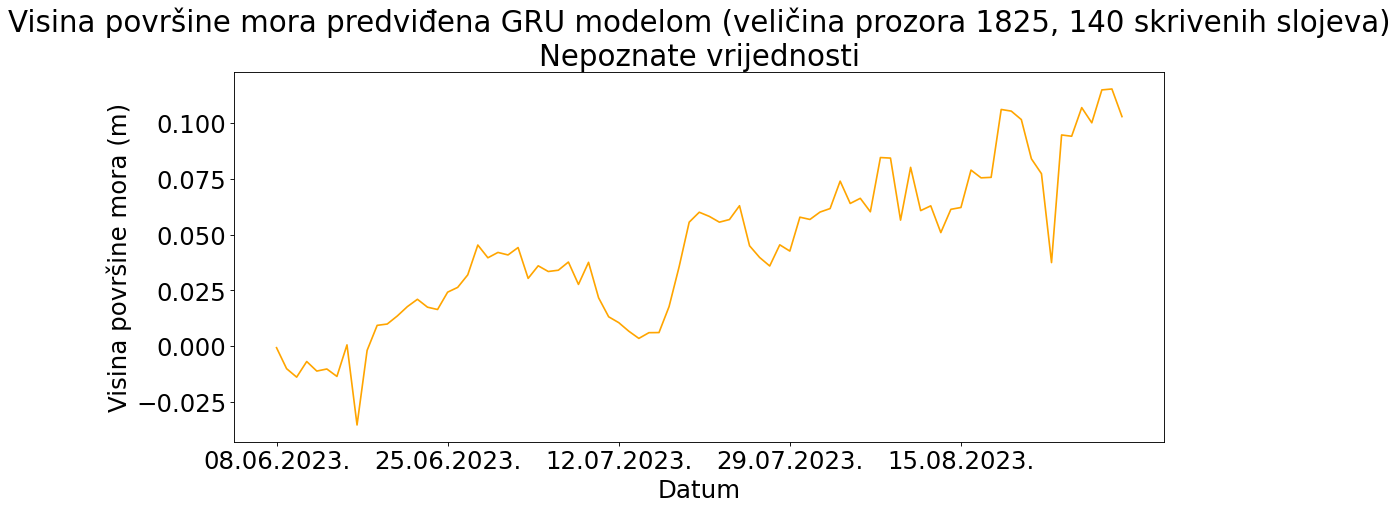 Visina površine mora predviđena GRU modelom (veličina prozora 1825, 140 skrivenih slojeva)
Nepoznate vrijednosti
Visina površine mora (m)
0.100
0.075
0.050
0.025
0.000
−0.025
08.06.2023. 25.06.2023. 12.07.2023. 29.07.2023. 15.08.2023.
Datum